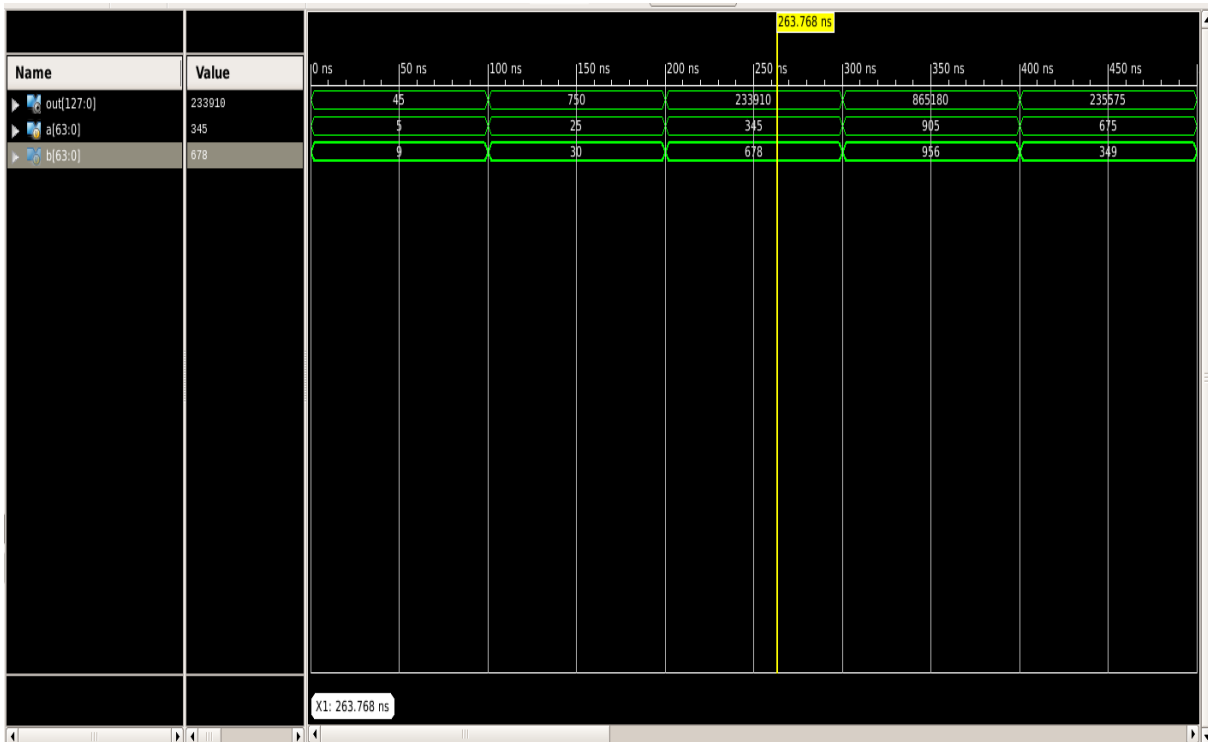 263.768 ns
Name Value
0 ns 50 ns 100 ns 150 ns 200 ns 250 ns 300 ns 350 ns 400 ns 450 ns
out[127:0] 233910 45 750 233910 865180 235575
a[63:0] 345 5 25 345 905 675
b[63:0] 678 9 30 678 956 349
X1: 263.768 ns